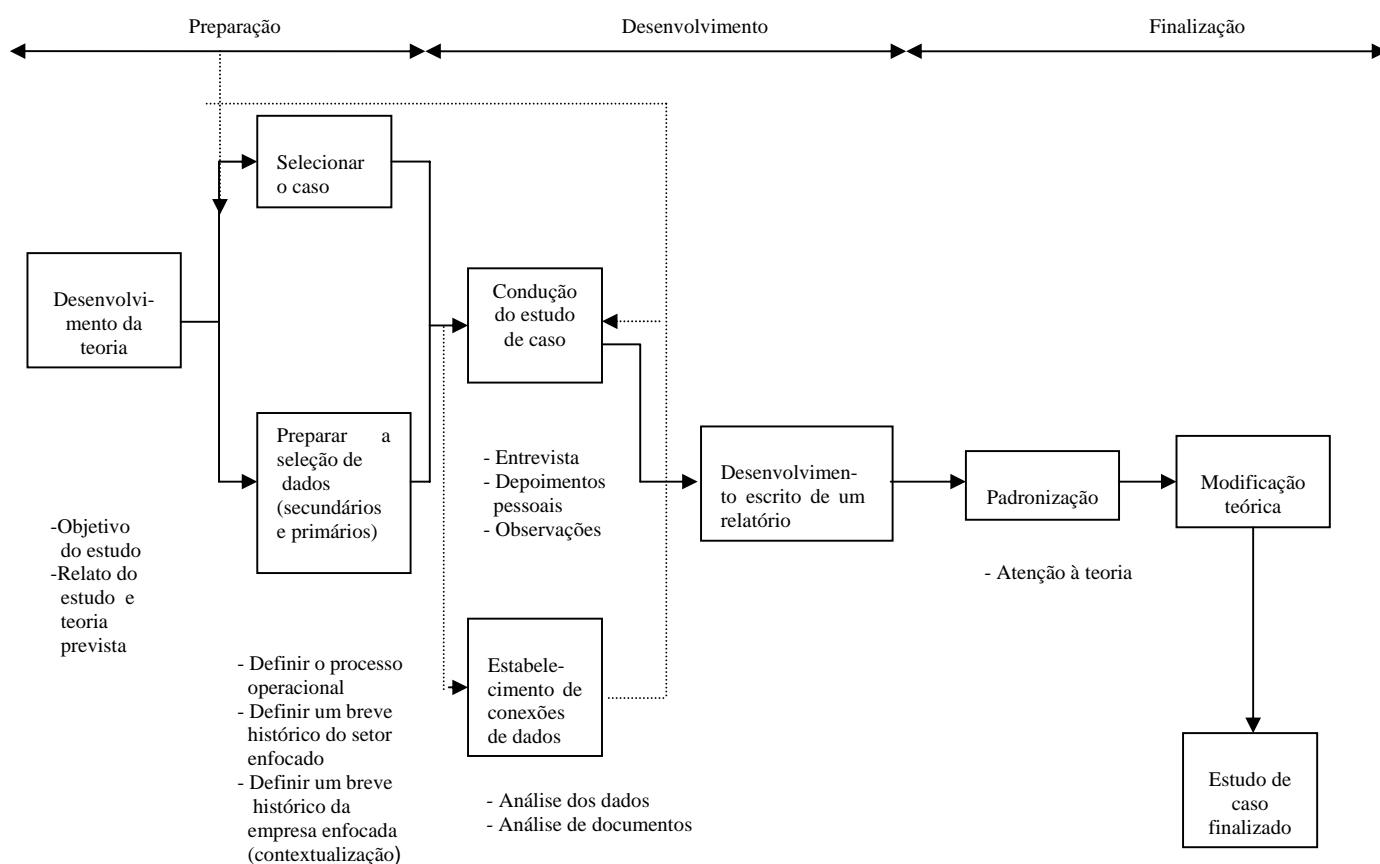 Preparação
Desenvolvimento
Finalização
Selecionar
o caso
Desenvolvi-
mento da
teoria
Condução
do estudo
de caso
Preparar a
seleção de
dados
(secundários
e primários)
- Entrevista
- Depoimentos
pessoais
- Observações
Desenvolvimen-
to escrito de um
relatório
Padronização
Modificação
teórica
-Objetivo
do estudo
-Relato do
estudo e
teoria
prevista
- Atenção à teoria
- Definir o processo
operacional
- Definir um breve
histórico do setor
enfocado
- Definir um breve
histórico da
empresa enfocada
(contextualização)
Estabele-
cimento de
conexões
de dados
- Análise dos dados
- Análise de documentos
Estudo de
caso
finalizado